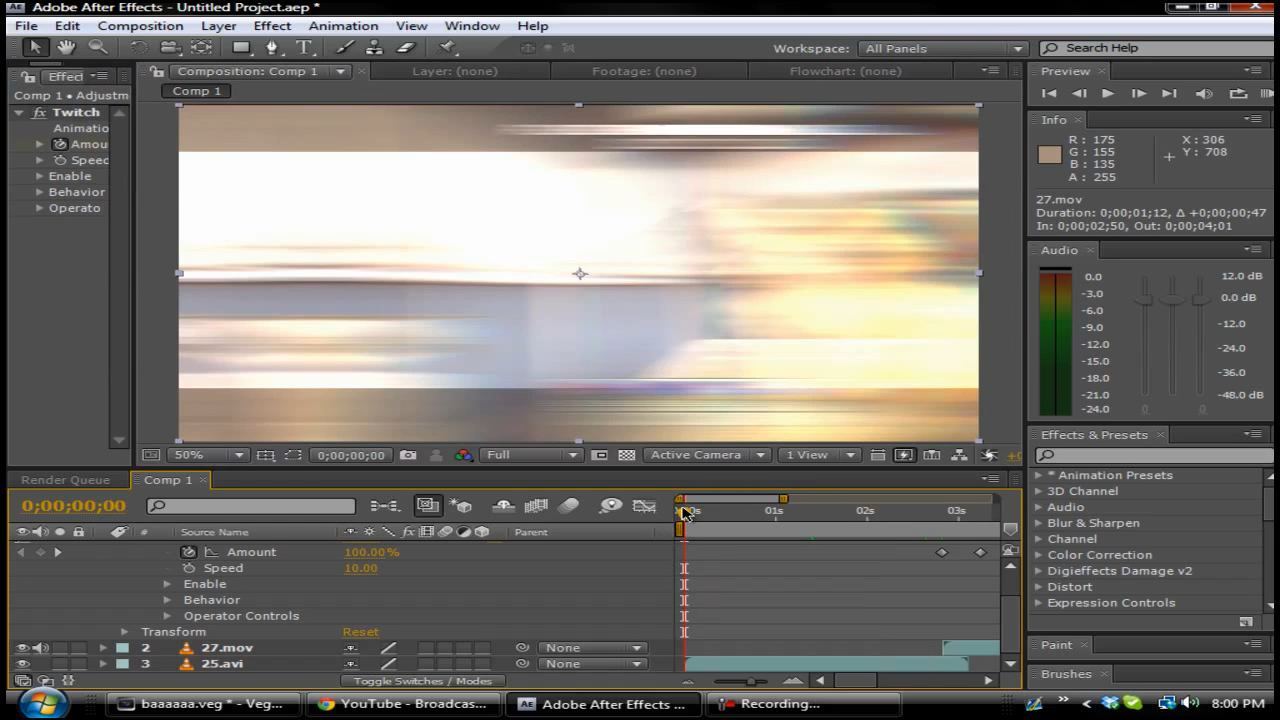 Adobe After Effects - Untitled Project.aep *
File Edit Composition Layer Effect Animation View Window Help
Workspace: All Panels Search Help
Effect Composition: Comp 1 Layer: (none) Footage: (none) Flowchart: (none) Preview
Comp 1 • Adjustm Comp 1
fx Twitch
Animatio
Amou
Speed
Enable
Behavior
Operato
Info
R: 175 X: 306
G: 155 Y: 708
B: 135
A: 255
27.mov
Duration: 0;00;01;12, Δ +0;00;00;47
In: 0;00;02;50, Out: 0;00;04;01
Audio
0.0 12.0 dB
-3.0 0.0 dB
-6.0
-9.0 -12.0
-12.0 -24.0
-15.0
-18.0 -36.0
-21.0 -48.0 dB
-24.0 0 0
Effects & Presets
* Animation Presets
3D Channel
Audio
Blur & Sharpen
Channel
Color Correction
Digieffects Damage v2
Distort
Expression Controls
Paint
Brushes
50% 0;00;00;00 Full Active Camera 1 View +0
Render Queue Comp 1
0;00;00;00 0s 01s 02s 03s
# Source Name Parent
Amount 100.00%
Speed 10.00
Enable
Behavior
Operator Controls
Transform Reset
2 27.mov None
3 25.avi None
Toggle Switches / Modes
baaaaaa.veg * - Veg... YouTube - Broadcas... AE Adobe After Effects ... Recording... » < 8:00 PM